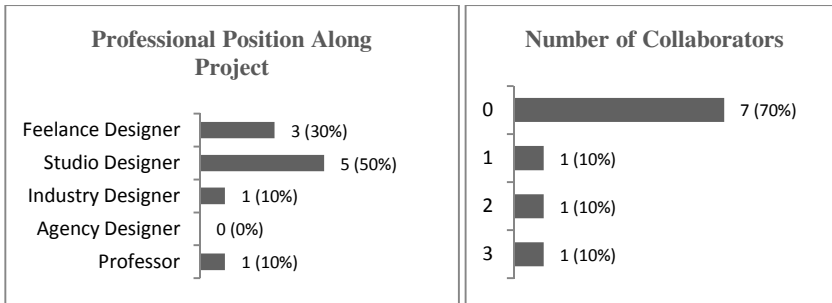 Professional Position Along
Project
Feelance Designer 3 (30%)
Studio Designer 5 (50%)
Industry Designer 1 (10%)
Agency Designer 0 (0%)
Professor 1 (10%)
Number of Collaborators
0 7 (70%)
1 1 (10%)
2 1 (10%)
3 1 (10%)